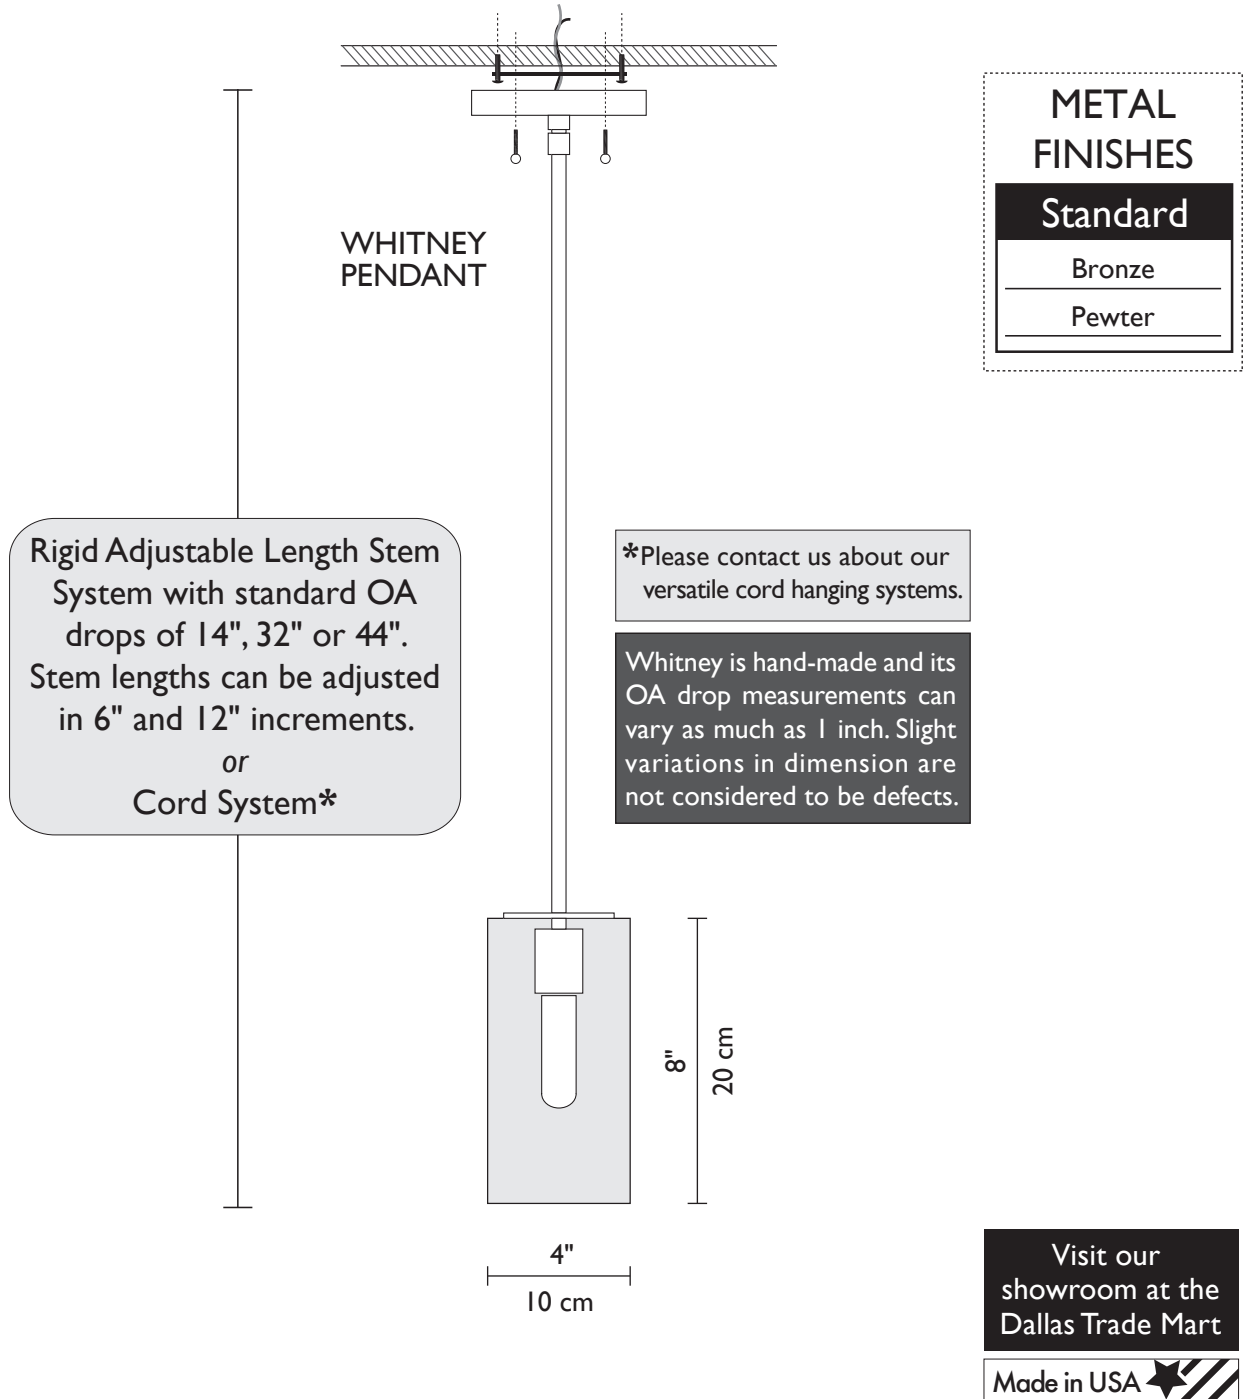 METAL
FINISHES
Standard
Bronze
Pewter
WHITNEY
PENDANT
Rigid Adjustable Length Stem
System with standard OA
drops of 14", 32" or 44".
Stem lengths can be adjusted
in 6" and 12" increments.
or
Cord System*
*Please contact us about our
versatile cord hanging systems.
Whitney is hand-made and its
OA drop measurements can
vary as much as 1 inch. Slight
variations in dimension are
not considered to be defects.
8"
20 cm
4"
10 cm
Visit our
showroom at the
Dallas Trade Mart
Made in USA